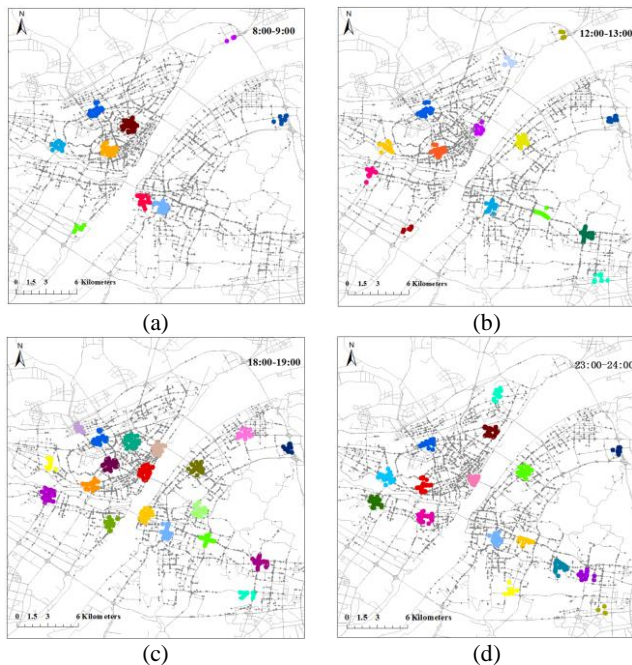 N
8:00-9:00
0 1.5 3 6 Kilometers
(a)
N
12:00-13:00
0 1.5 3 6 Kilometers
(b)
N
18:00-19:00
0 1.5 3 6 Kilometers
(c)
N
23:00-24:00
0 1.5 3 6 Kilometers
(d)